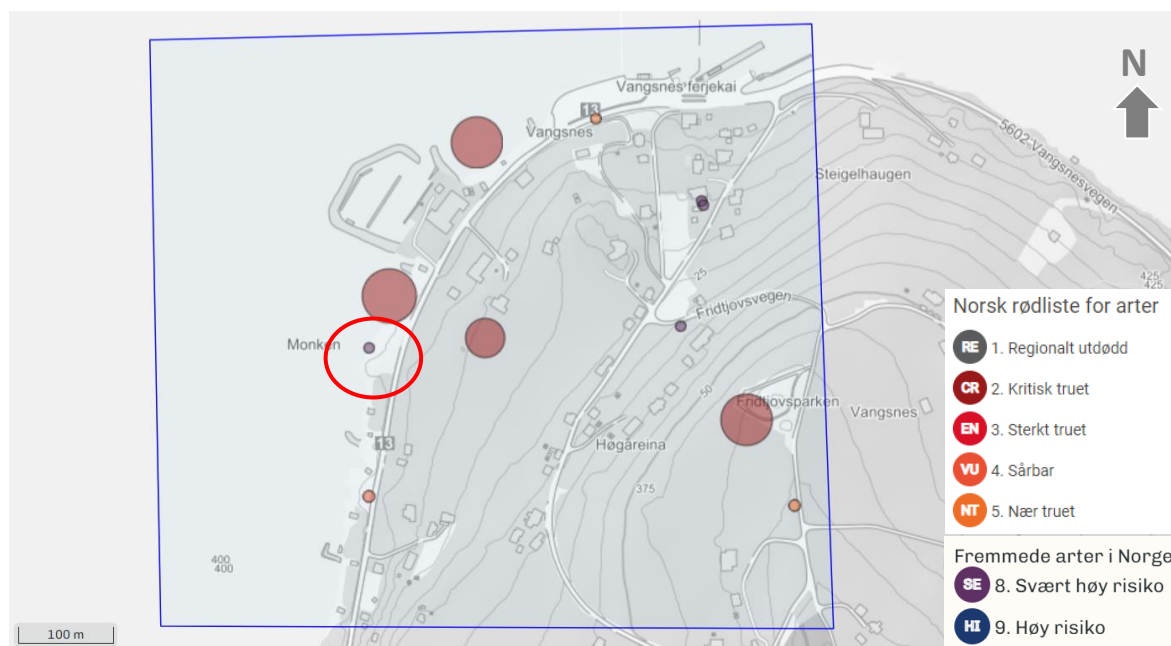 N
Vangsnes ferjekai
13
Vangsnes
5602 Vangsnesvegen
Steigelhaugen
25
425
425
Fridtjovsvegen
Monken
50
Fridtjovsparken
Vangsnes
13
Høgåreina
375
400
400
100 m
Norsk rødliste for arter
RE 1. Regionalt utdødd
CR 2. Kritisk truet
EN 3. Sterkt truet
VU 4. Sårbar
NT 5. Nær truet
Fremmede arter i Norge
SE 8. Svært høy risiko
HI 9. Høy risiko